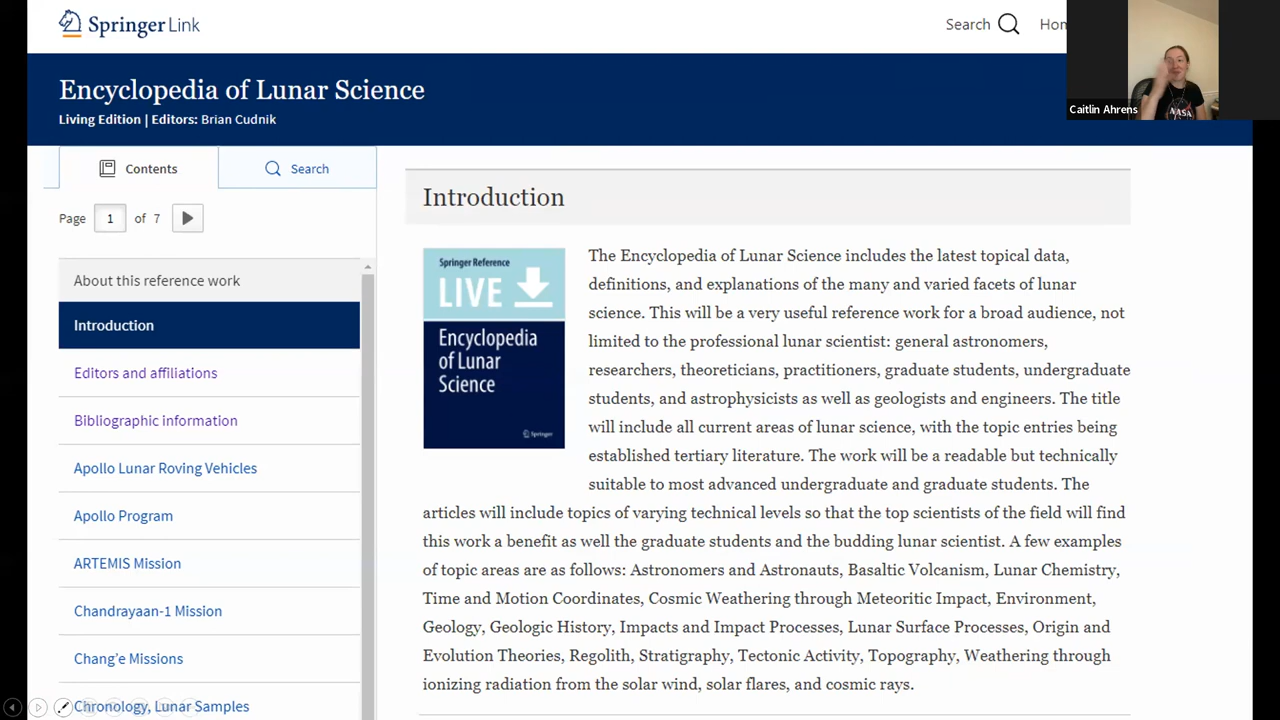 Springer Link
Search
Hom
Caitlin Ahrens
NASA
Encyclopedia of Lunar Science
Living Edition | Editors: Brian Cudnik
Contents
Search
Page 1 of 7
About this reference work
Introduction
Editors and affiliations
Bibliographic information
Apollo Lunar Roving Vehicles
Apollo Program
ARTEMIS Mission
Chandrayaan-1 Mission
Chang'e Missions
Chronology, Lunar Samples
Introduction
Springer Reference
LIVE
Encyclopedia
of Lunar
Science
Springer
The Encyclopedia of Lunar Science includes the latest topical data,
definitions, and explanations of the many and varied facets of lunar
science. This will be a very useful reference work for a broad audience, not
limited to the professional lunar scientist: general astronomers,
researchers, theoreticians, practitioners, graduate students, undergraduate
students, and astrophysicists as well as geologists and engineers. The title
will include all current areas of lunar science, with the topic entries being
established tertiary literature. The work will be a readable but technically
suitable to most advanced undergraduate and graduate students. The
articles will include topics of varying technical levels so that the top scientists of the field will find
this work a benefit as well the graduate students and the budding lunar scientist. A few examples
of topic areas are as follows: Astronomers and Astronauts, Basaltic Volcanism, Lunar Chemistry,
Time and Motion Coordinates, Cosmic Weathering through Meteoritic Impact, Environment,
Geology, Geologic History, Impacts and Impact Processes, Lunar Surface Processes, Origin and
Evolution Theories, Regolith, Stratigraphy, Tectonic Activity, Topography, Weathering through
ionizing radiation from the solar wind, solar flares, and cosmic rays.